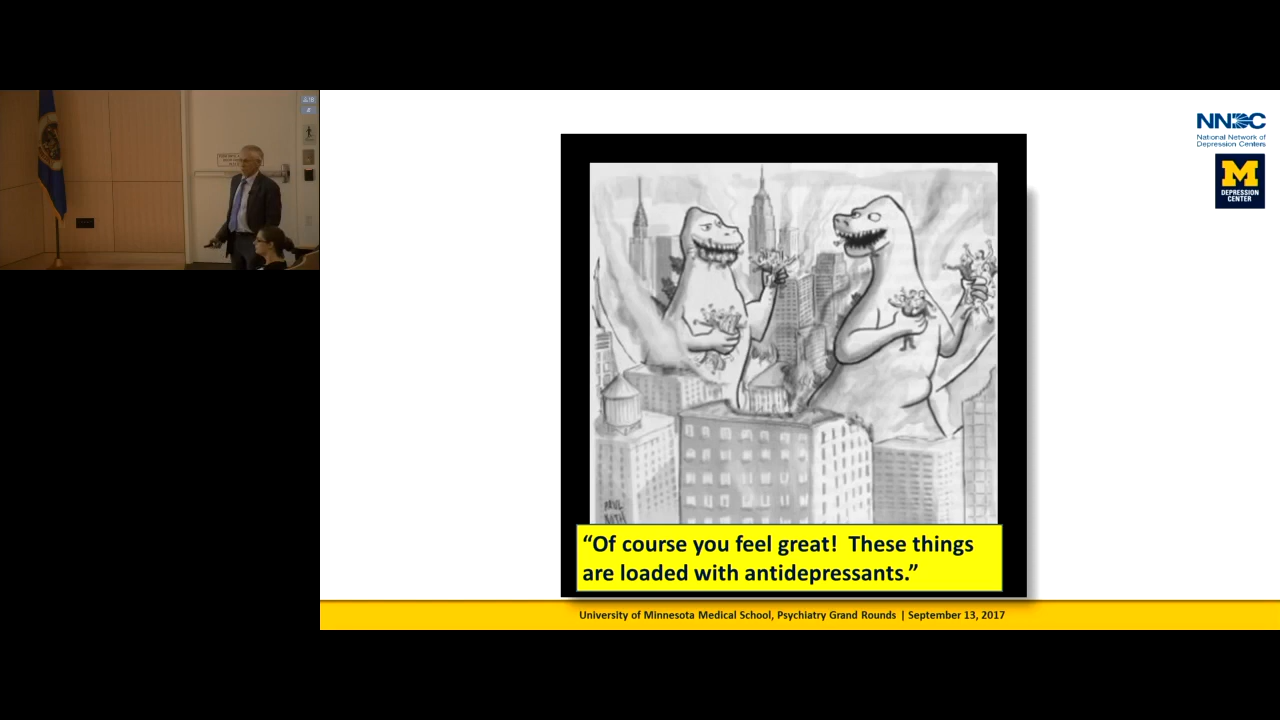 NNDC
National Network of
Depression Centers
M
DEPRESSION
CENTER
“Of course you feel great!  These things
are loaded with antidepressants.”
University of Minnesota Medical School, Psychiatry Grand Rounds | September 13, 2017